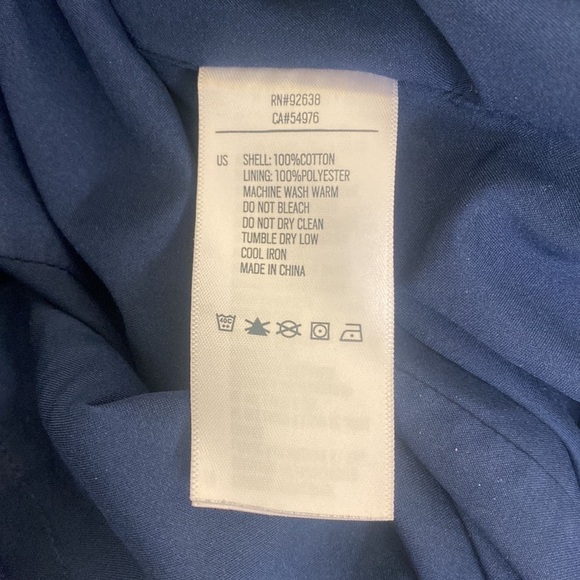 RN#92638
CA#54976
US SHELL: 100%COTTON
LINING: 100%POLYESTER
MACHINE WASH WARM
DO NOT BLEACH
DO NOT DRY CLEAN
TUMBLE DRY LOW
COOL IRON
MADE IN CHINA
40C